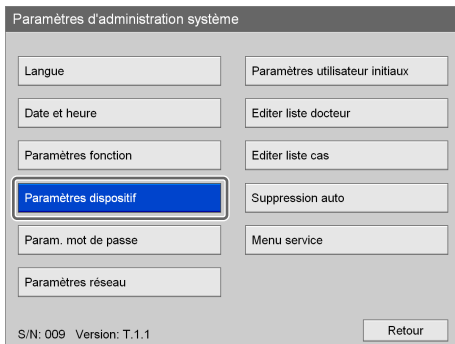 Paramètres d'administration système
Langue
Date et heure
Paramètres fonction
Paramètres dispositif
Param. mot de passe
Paramètres réseau
Paramètres utilisateur initiaux
Editer liste docteur
Editer liste cas
Suppression auto
Menu service
S/N: 009 Version: T.1.1
Retour